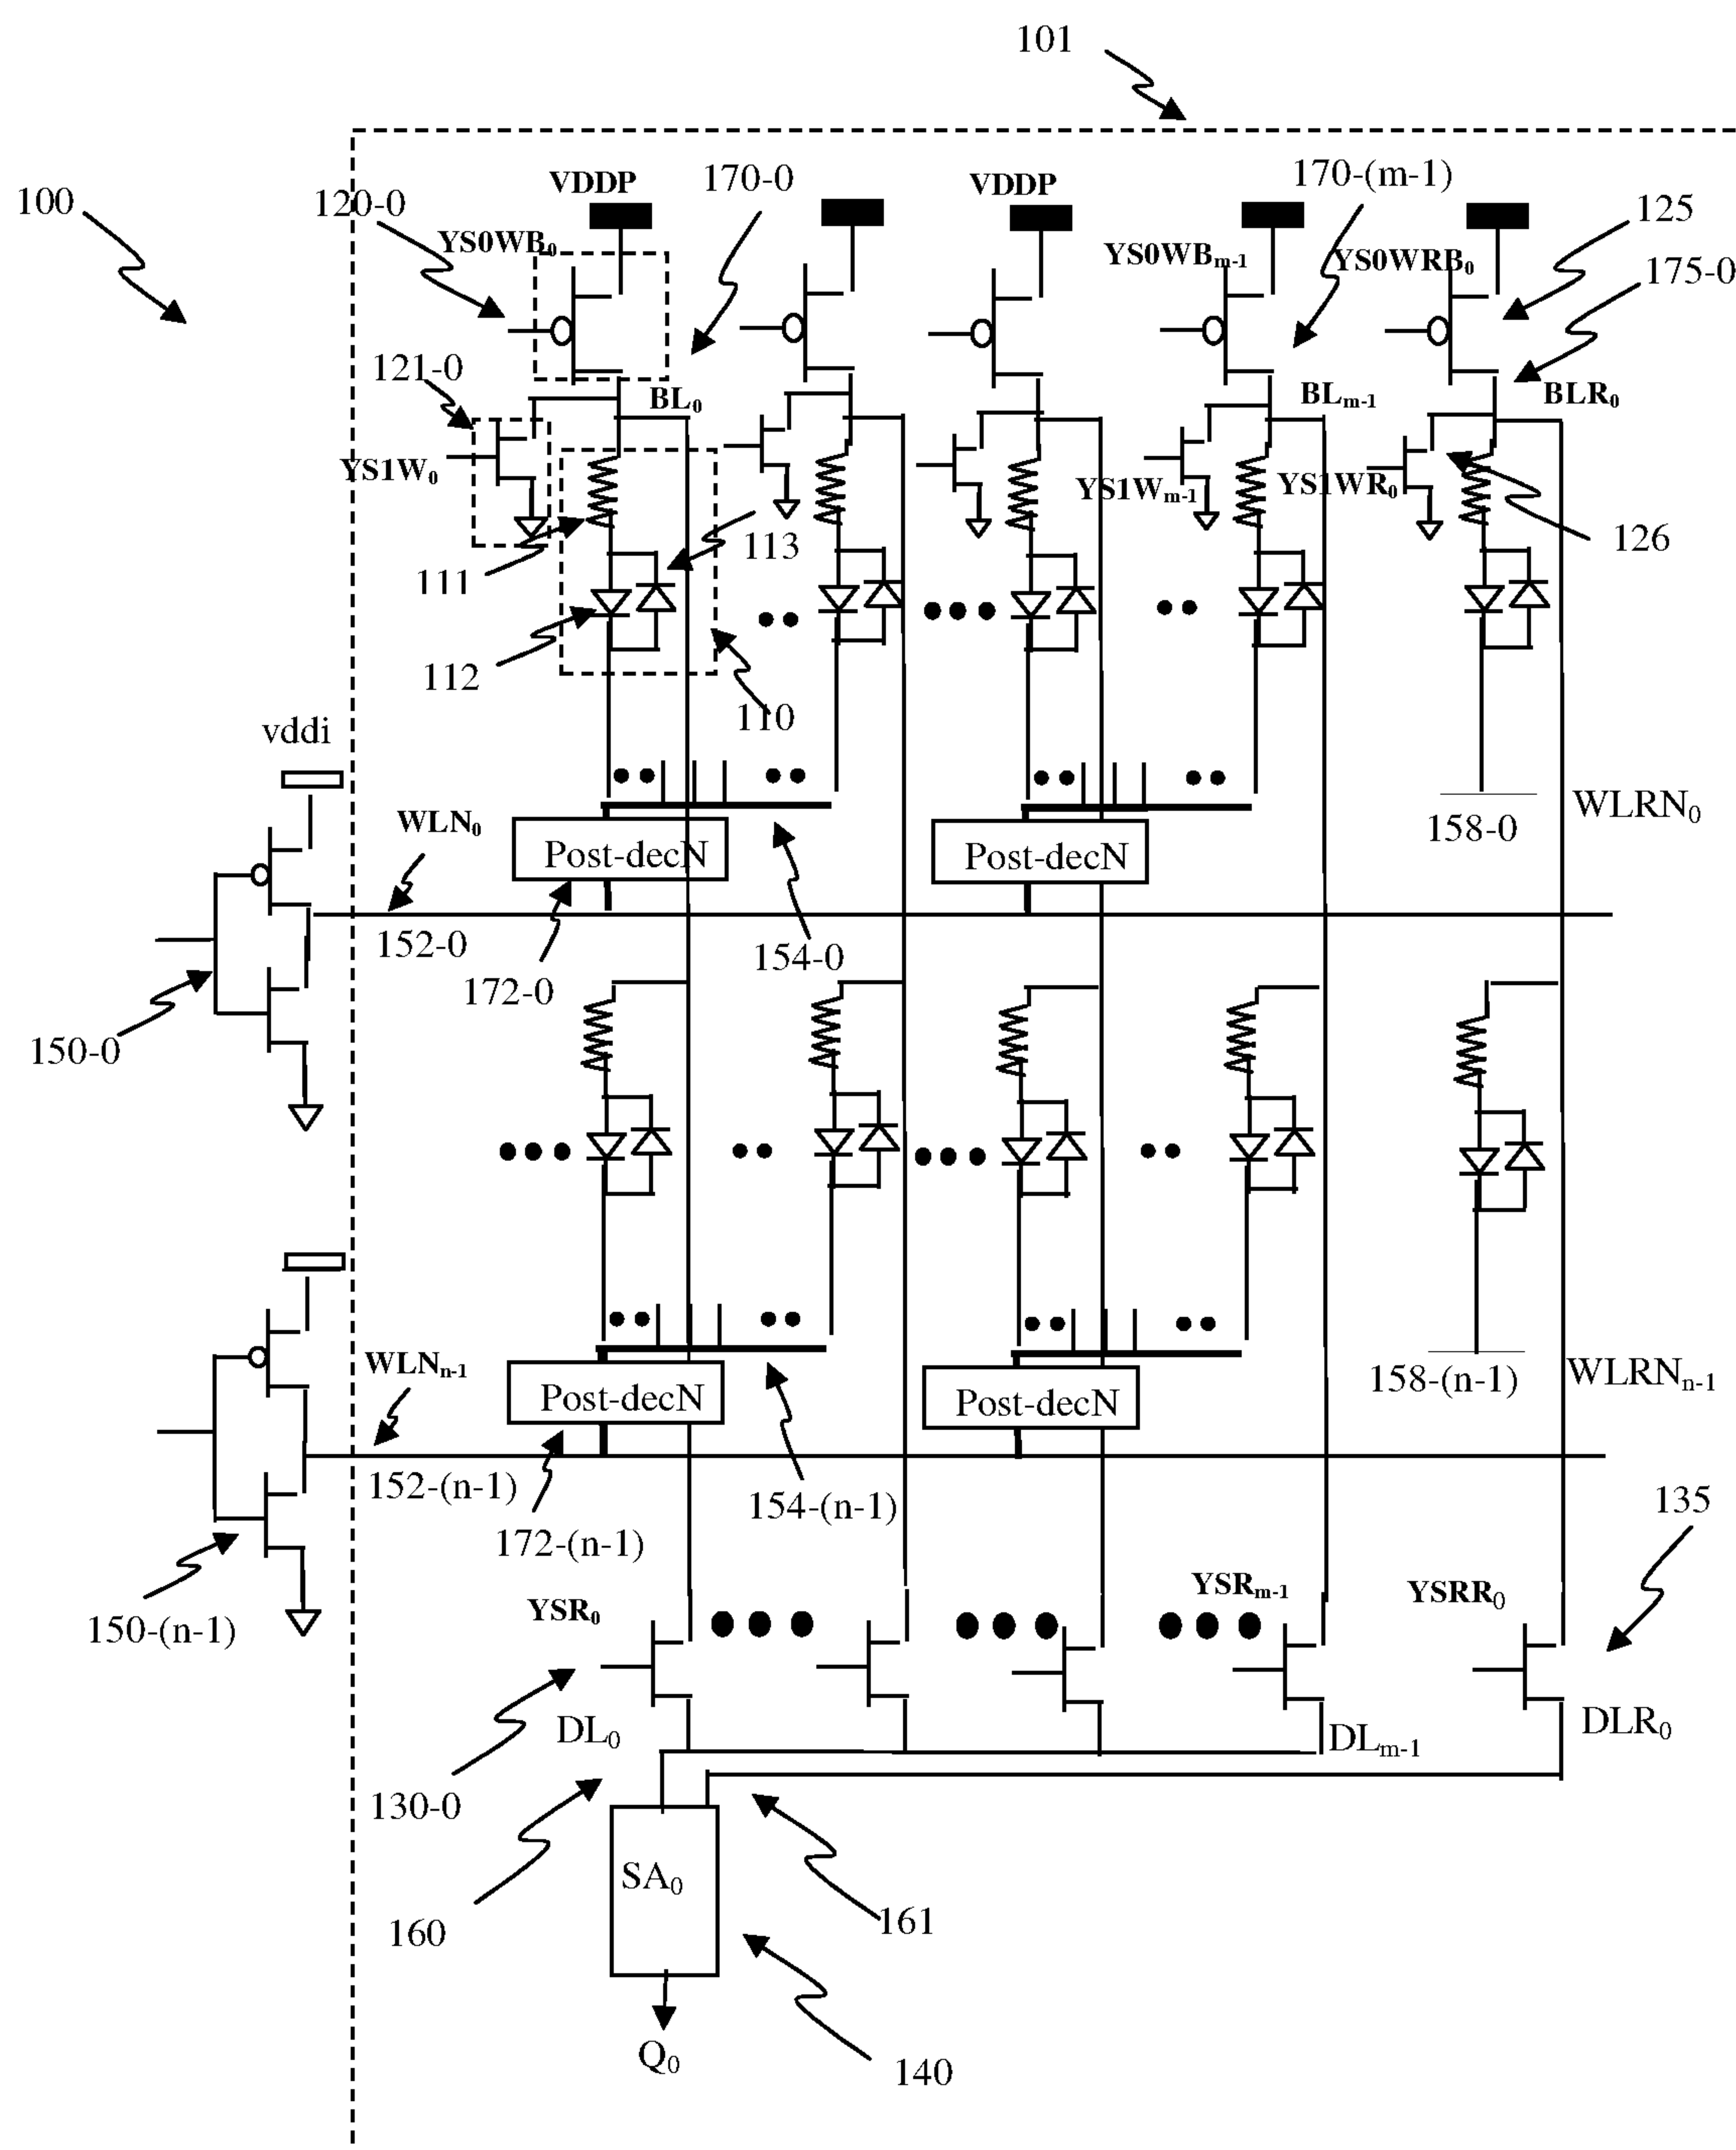 101
100
120-0
VDDP
170-0
VDDP
170-(m-1)
125
YS0WB0
YS0WBm-1
YS0WRB0
175-0
121-0
BL0
BLm-1
BLR0
YS1W0
YS1Wm-1
YS1WR0
126
111
113
112
110
vddi
WLN0
Post-decN
Post-decN
158-0
WLRN0
152-0
154-0
172-0
150-0
WLNn-1
Post-decN
Post-decN
158-(n-1)
WLRNn-1
152-(n-1)
154-(n-1)
172-(n-1)
135
150-(n-1)
YSR0
YSRm-1
YSRR0
DL0
DLm-1
DLR0
130-0
SA0
160
161
Q0
140